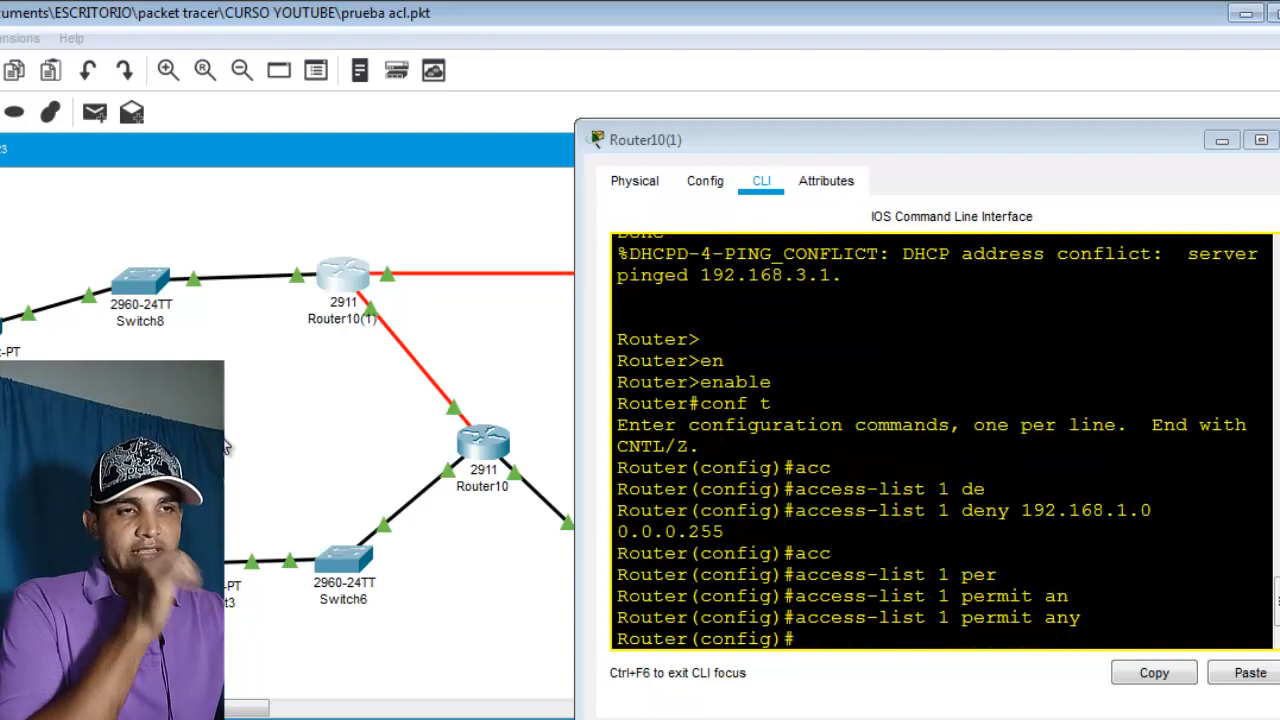 cuments\ESCRITORIO\packet tracer\CURSO YOUTUBE\prueba acl.pkt
ensions Help
23
Router10(1)
Physical Config CLI Attributes
IOS Command Line Interface
%DHCPD-4-PING_CONFLICT: DHCP address conflict: server
pinged 192.168.3.1.
Router>
Router>en
Router>enable
Router#conf t
Enter configuration commands, one per line. End with
CNTL/Z.
Router(config)#acc
Router(config)#access-list 1 de
Router(config)#access-list 1 deny 192.168.1.0
0.0.0.255
Router(config)#acc
Router(config)#access-list 1 per
Router(config)#access-list 1 permit an
Router(config)#access-list 1 permit any
Router(config)#
Ctrl+F6 to exit CLI focus
Copy
Paste
2960-24TT
Switch8
2911
Router10(1)
-PT
2911
Router10
2960-24TT
Switch6
-PT
t3